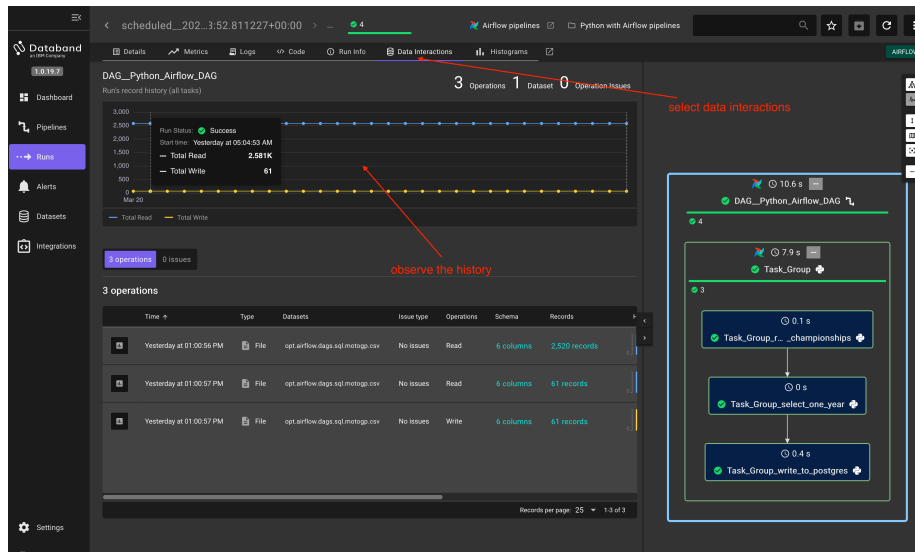 scheduled__202...3:52.811227+00:00
4
Airflow pipelines
Python with Airflow pipelines
Databand
an IBM Company
1.0.19.7
Dashboard
Pipelines
Runs
Alerts
Datasets
Integrations
Settings
Details
Metrics
Logs
Code
Run Info
Data Interactions
Histograms
AIRFLOW
DAG__Python_Airflow_DAG
Run's record history (all tasks)
3 Operations 1 Dataset 0 Operation Issues
select data interactions
3,000
2,500
2,000
1,500
1,000
500
0
Mar 20
Run Status: Success
Start time: Yesterday at 05:04:53 AM
Total Read 2.581K
Total Write 61
Total Read Total Write
observe the history
3 operations 0 issues
3 operations
Time Type Datasets Issue type Operations Schema Records
Yesterday at 01:00:56 PM File opt.airflow.dags.sql.motogp.csv No issues Read 6 columns 2,520 records
Yesterday at 01:00:57 PM File opt.airflow.dags.sql.motogp.csv No issues Read 6 columns 61 records
Yesterday at 01:00:57 PM File opt.airflow.dags.sql.motogp.csv No issues Write 6 columns 61 records
Records per page: 25 1-3 of 3
10.6 s
DAG__Python_Airflow_DAG
4
7.9 s
Task_Group
3
0.1 s
Task_Group_r... _championships
0 s
Task_Group_select_one_year
0.4 s
Task_Group_write_to_postgres